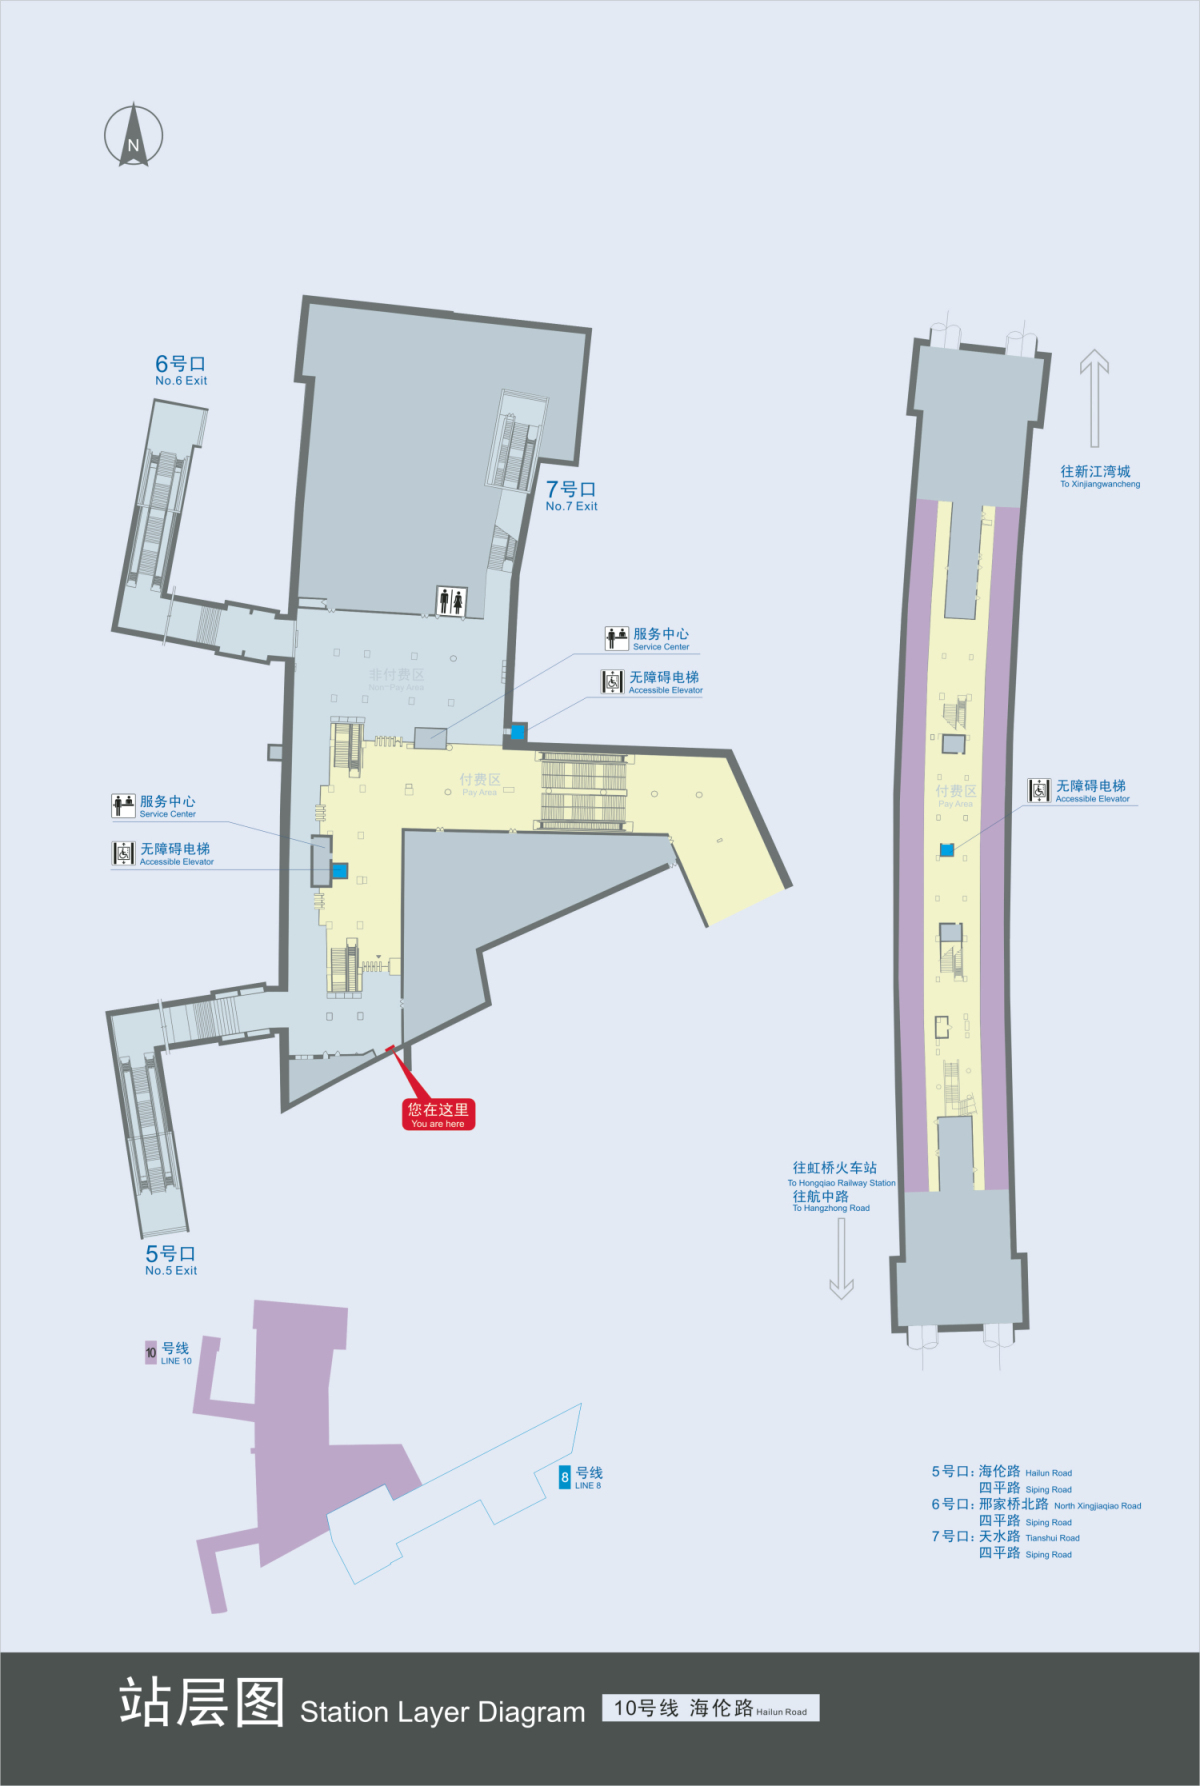 N
6号口
No.6 Exit
7号口
No.7 Exit
往新江湾城
To Xinjiangwancheng
服务中心
Service Center
无障碍电梯
Accessible Elevator
非付费区
Non-Pay Area
付费区
Pay Area
服务中心
Service Center
无障碍电梯
Accessible Elevator
付费区
Pay Area
无障碍电梯
Accessible Elevator
您在这里
You are here
往虹桥火车站
To Hongqiao Railway Station
往航中路
To Hangzhong Road
5号口
No.5 Exit
10 号线
LINE 10
8 号线
LINE 8
5号口: 海伦路 Hailun Road
四平路 Siping Road
6号口: 邢家桥北路 North Xingjiaqiao Road
四平路 Siping Road
7号口: 天水路 Tianshui Road
四平路 Siping Road
站层图 Station Layer Diagram 10号线 海伦路 Hailun Road